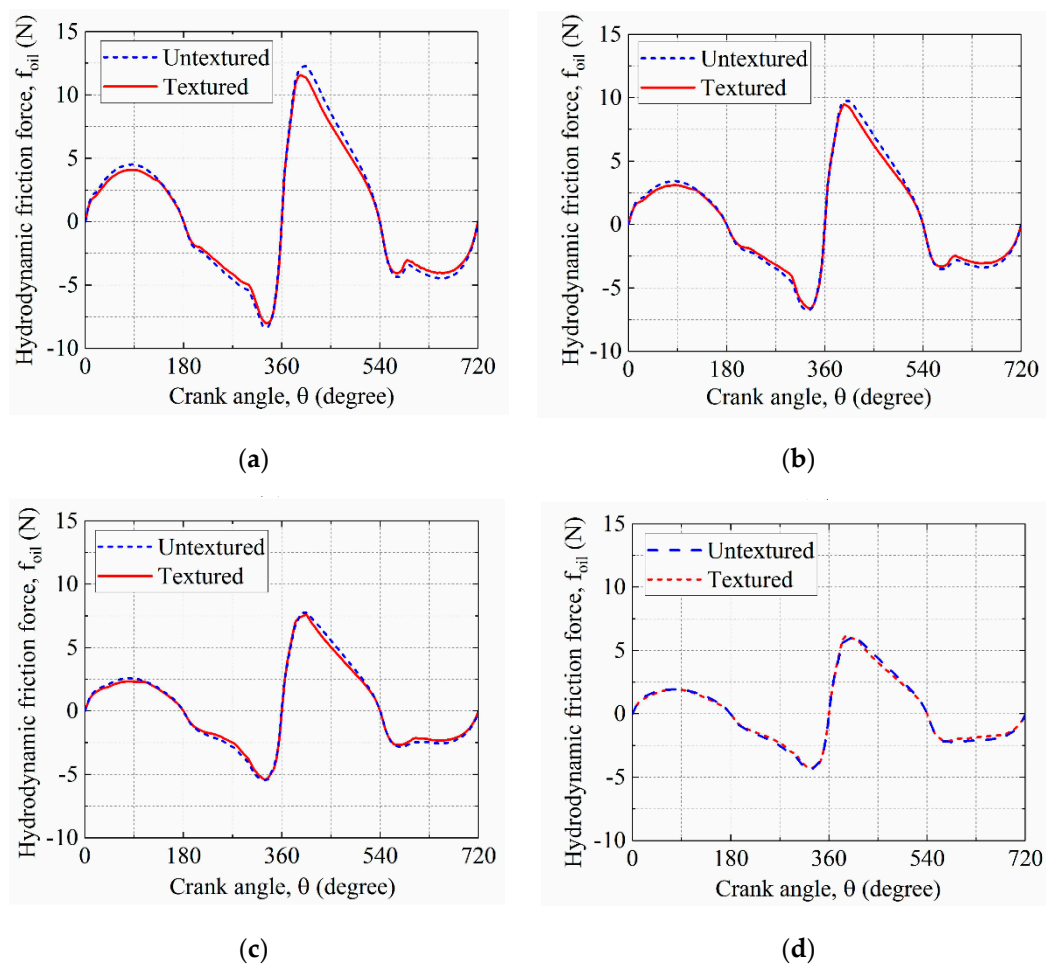 Hydrodynamic friction force, f_oil (N)
15
10
5
0
-5
-10
Untextured
Textured
0 180 360 540 720
Crank angle, θ (degree)
(a)
Hydrodynamic friction force, f_oil (N)
15
10
5
0
-5
-10
Untextured
Textured
0 180 360 540 720
Crank angle, θ (degree)
(b)
Hydrodynamic friction force, f_oil (N)
15
10
5
0
-5
-10
Untextured
Textured
0 180 360 540 720
Crank angle, θ (degree)
(c)
Hydrodynamic friction force, f_oil (N)
15
10
5
0
-5
-10
Untextured
Textured
0 180 360 540 720
Crank angle, θ (degree)
(d)